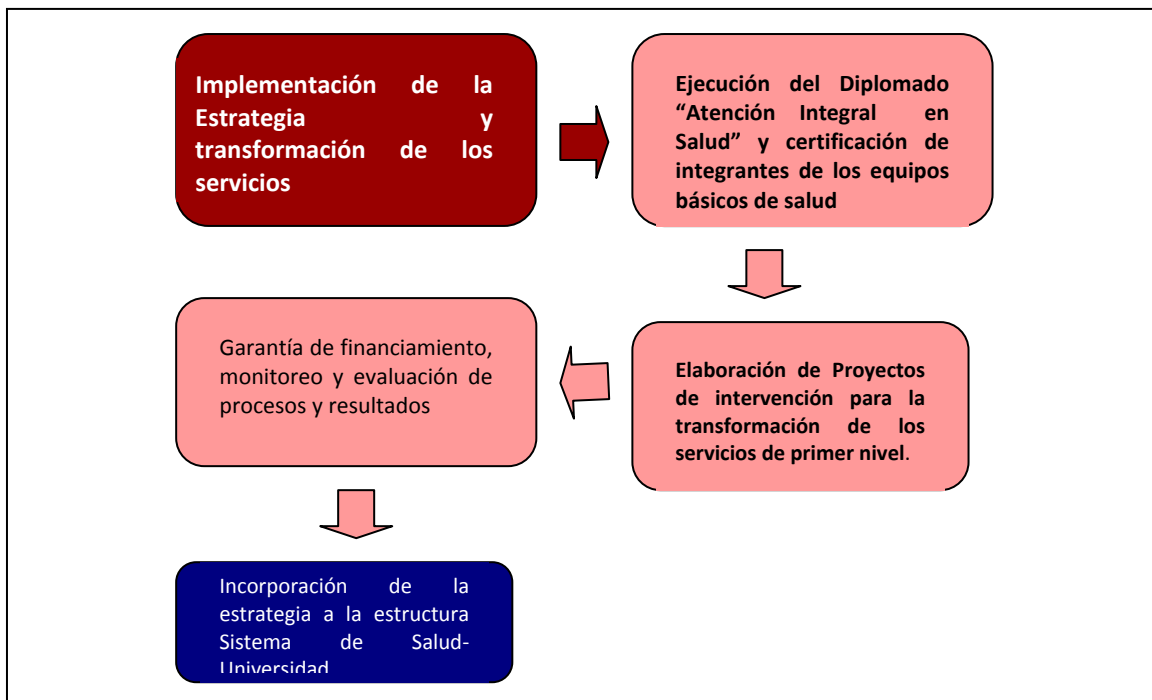 Implementación de la
Estrategia y
transformación de los
servicios
Ejecución del Diplomado
“Atención Integral en
Salud” y certificación de
integrantes de los equipos
básicos de salud
Elaboración de Proyectos
de intervención para la
transformación de los
servicios de primer nivel.
Garantía de financiamiento,
monitoreo y evaluación de
procesos y resultados
Incorporación de la
estrategia a la estructura
Sistema de Salud-
Universidad